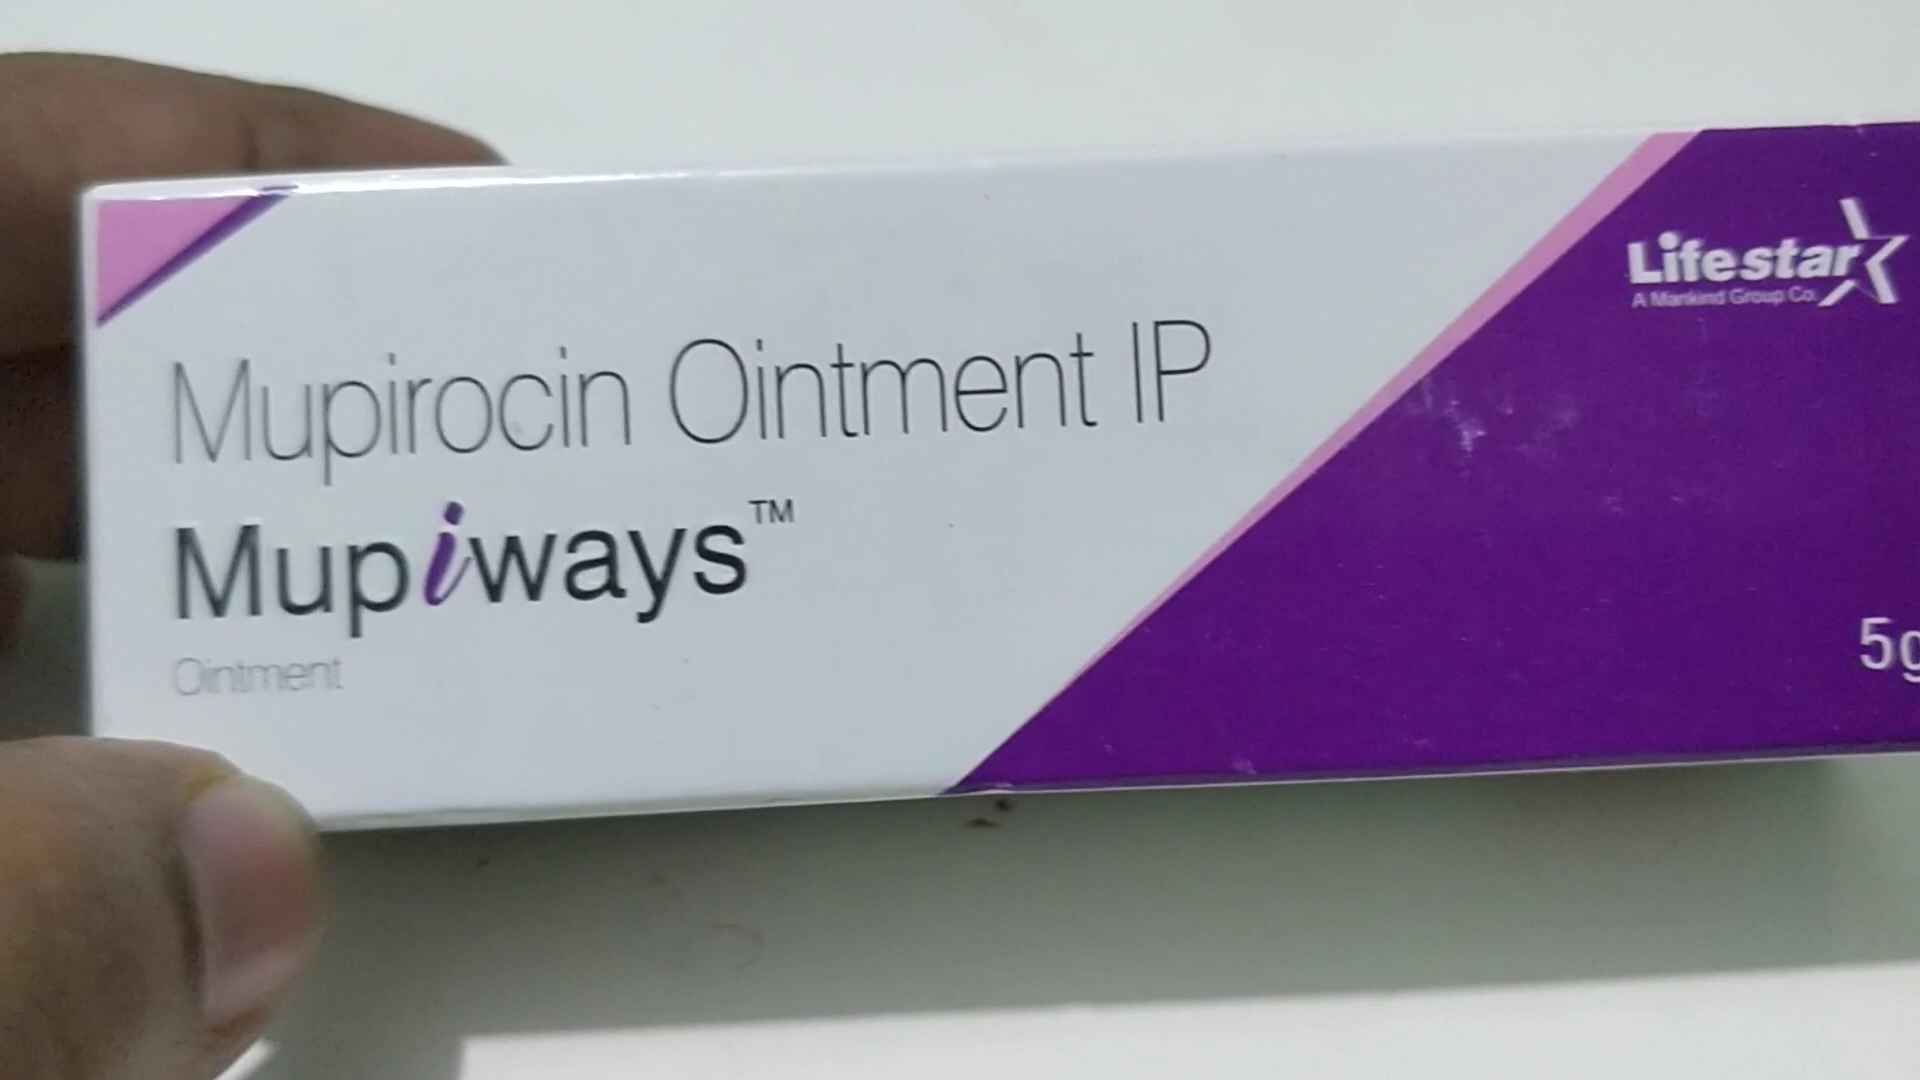 Lifestar
A Mankind Group Co.
Mupirocin Ointment IP
Mupiways™
Ointment
5g